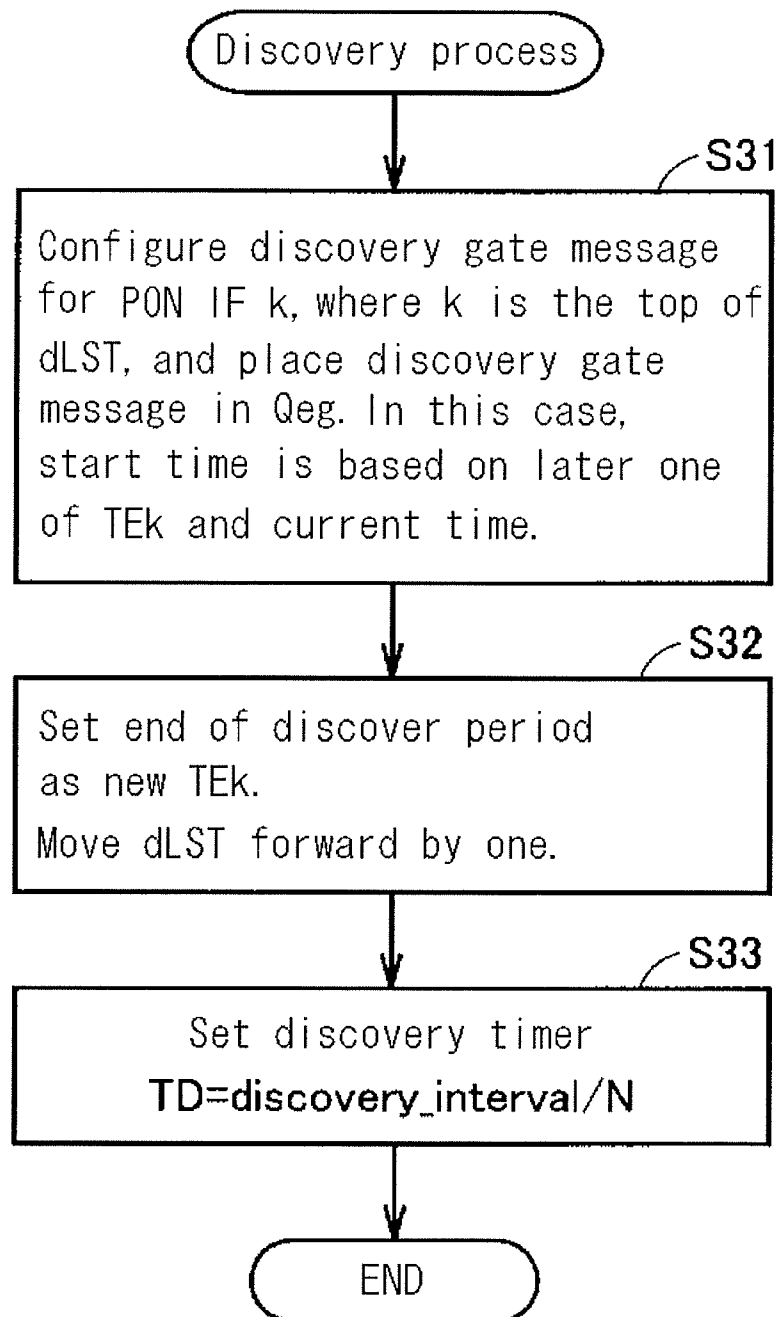 Discovery process
S31
Configure discovery gate message
for PON IF k, where k is the top of
dLST, and place discovery gate
message in Qeg. In this case,
start time is based on later one
of TEk and current time.
S32
Set end of discover period
as new TEk.
Move dLST forward by one.
S33
Set discovery timer
TD=discovery_interval/N
END